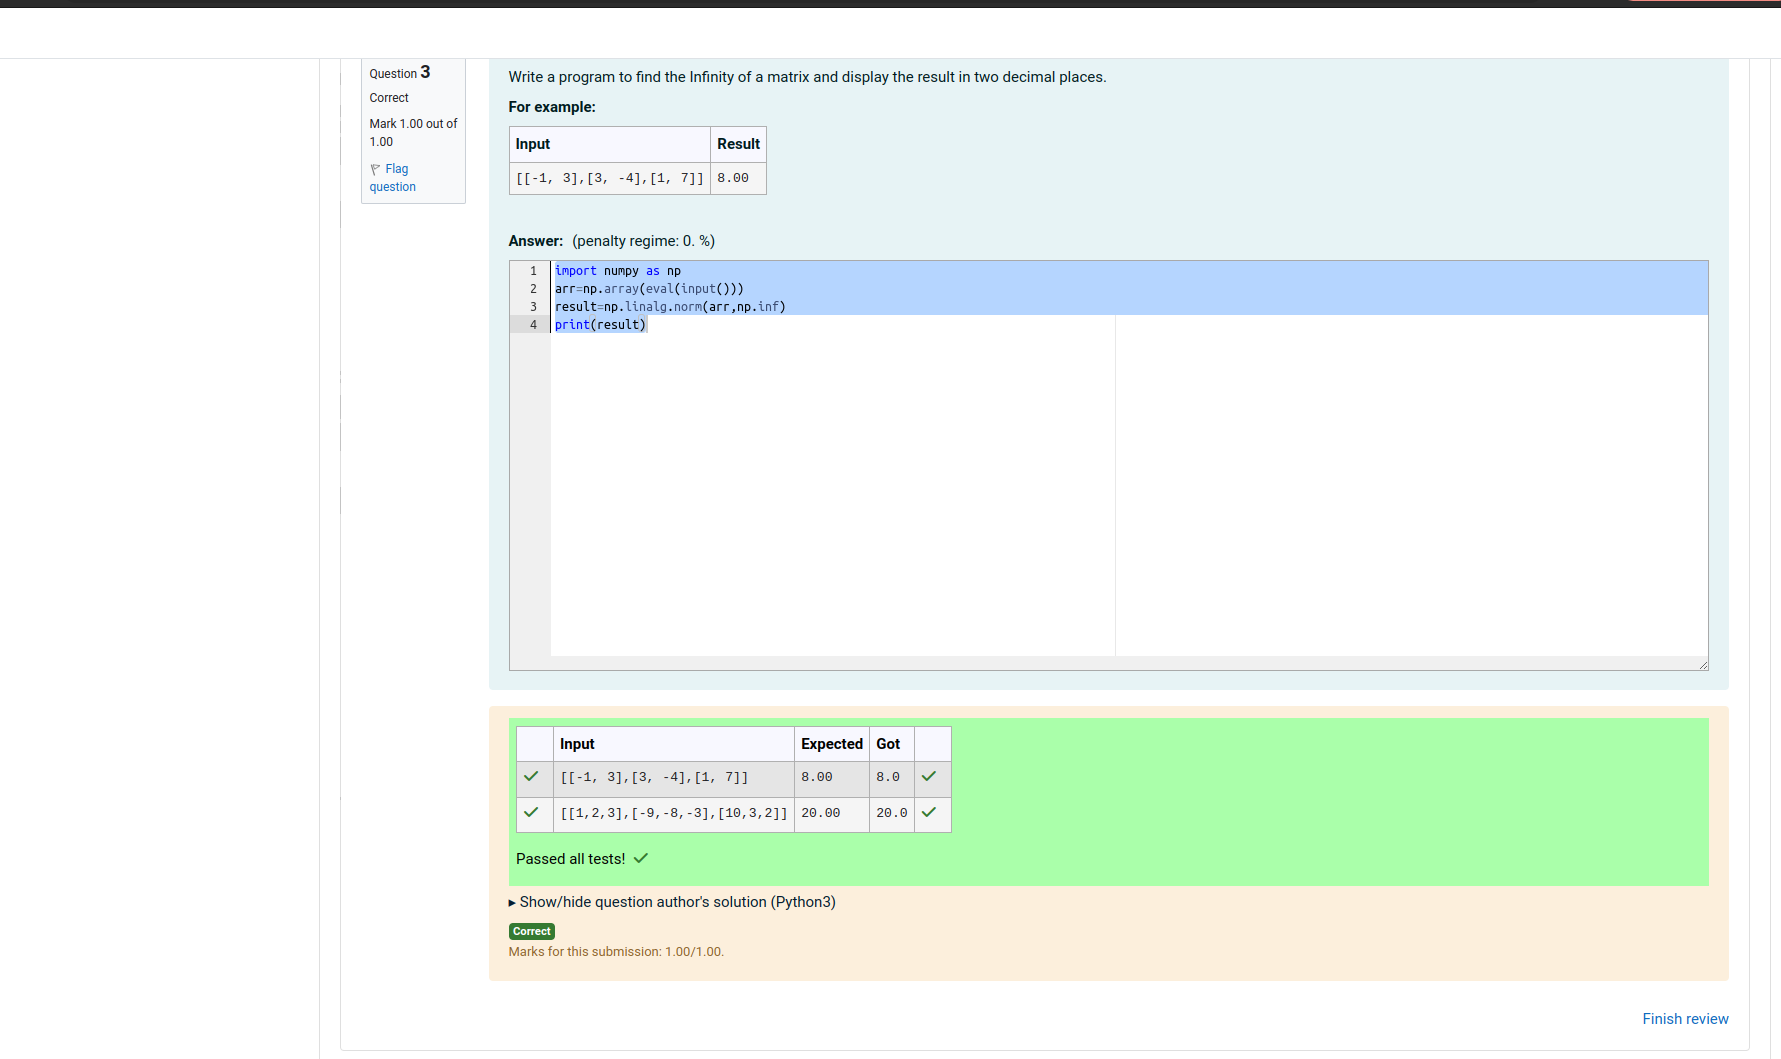 Question 3
Correct
Mark 1.00 out of
1.00
Flag
question
Write a program to find the Infinity of a matrix and display the result in two decimal places.
For example:
Input Result
[[-1, 3],[3, -4],[1, 7]] 8.00
Answer: (penalty regime: 0. %)
1 import numpy as np
2 arr=np.array(eval(input()))
3 result=np.linalg.norm(arr,np.inf)
4 print(result)
Input Expected Got
[[-1, 3],[3, -4],[1, 7]] 8.00 8.0
[[1,2,3],[-9,-8,-3],[10,3,2]] 20.00 20.0
Passed all tests!
Show/hide question author's solution (Python3)
Correct
Marks for this submission: 1.00/1.00.
Finish review